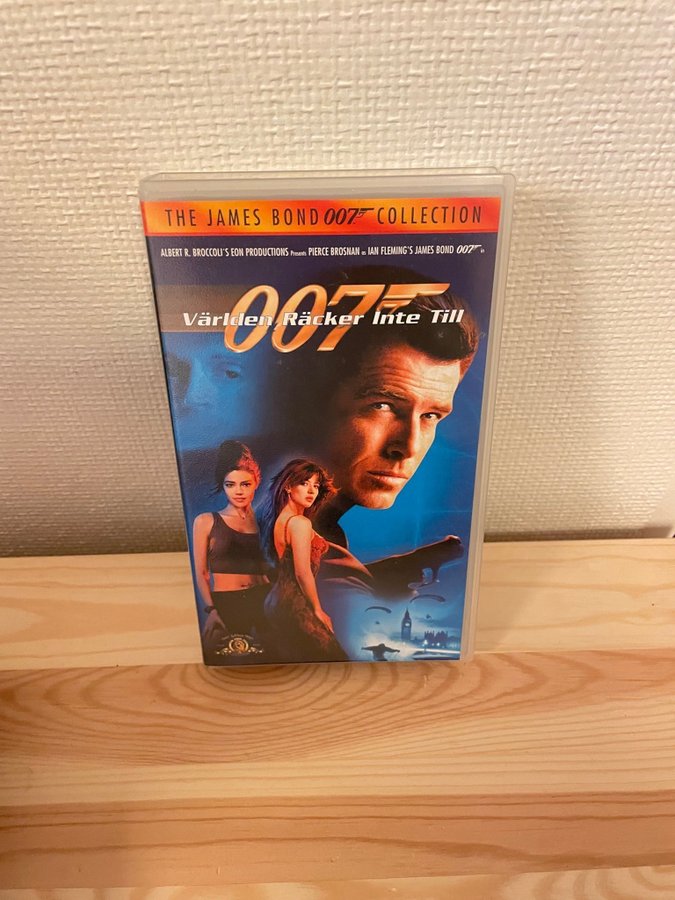 THE JAMES BOND 007 COLLECTION
ALBERT R. BROCCOLI'S EON PRODUCTIONS Presents PIERCE BROSNAN as IAN FLEMING'S JAMES BOND 007 in
007
Världen Räcker Inte Till